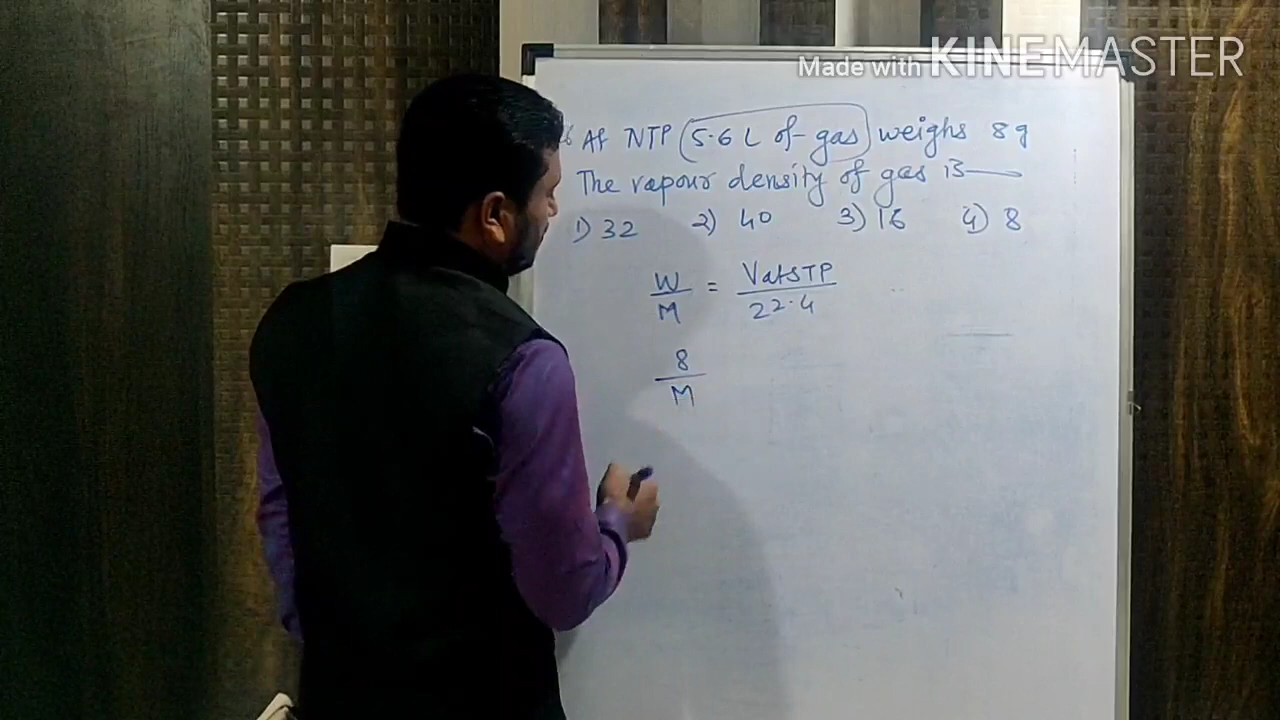 Made with KINEMASTER
At NTP (5.6 L of gas) weighs 8g
The vapour density of gas is
1) 32 2) 40 3) 16 4) 8
W/M = V at STP/22.4
8/M